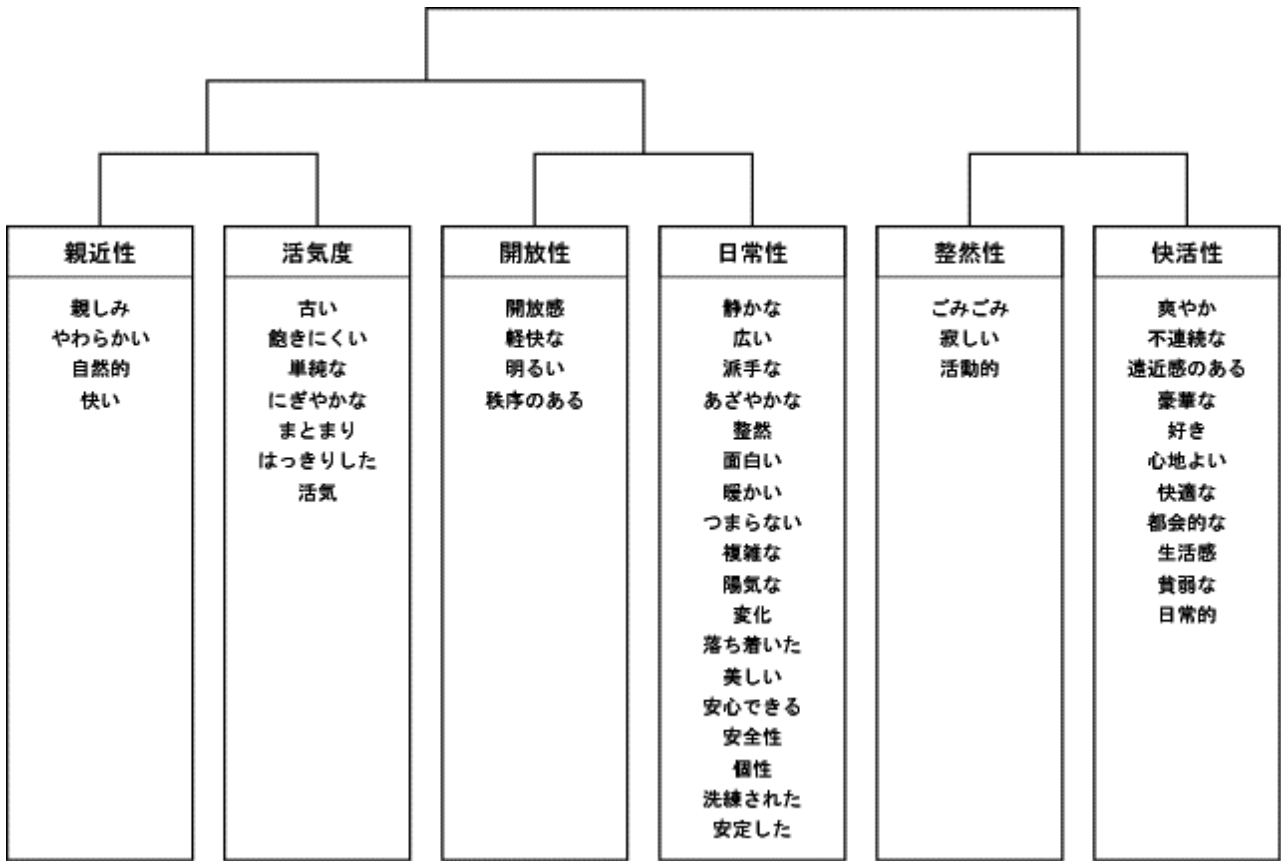 親近性
親しみ
やわらかい
自然的
快い
活気度
古い
飽きにくい
単純な
にぎやかな
まとまり
はっきりした
活気
開放性
開放感
軽快な
明るい
秩序のある
日常性
静かな
広い
派手な
あざやかな
整然
面白い
暖かい
つまらない
複雑な
陽気な
変化
落ち着いた
美しい
安心できる
安全性
個性
洗練された
安定した
整然性
ごみごみ
寂しい
活動的
快活性
爽やか
不連続な
遠近感のある
豪華な
好き
心地よい
快適な
都会的な
生活感
貧弱な
日常的